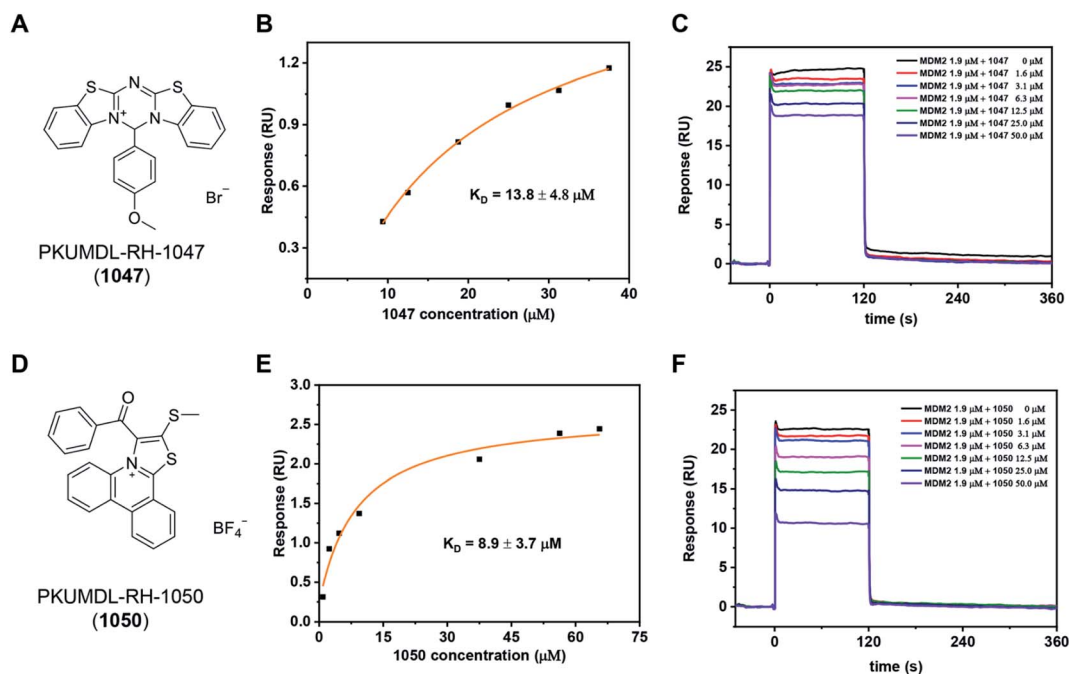 A
S
N
S
N
+
N
O
Br−
PKUMDL-RH-1047
(1047)
B
Response (RU)
1.2
0.9
0.6
0.3
KD = 13.8 ± 4.8 μM
0 10 20 30 40
1047 concentration (μM)
C
Reponse (RU)
25
20
15
10
5
0
MDM2 1.9 μM + 1047 0 μM
MDM2 1.9 μM + 1047 1.6 μM
MDM2 1.9 μM + 1047 3.1 μM
MDM2 1.9 μM + 1047 6.3 μM
MDM2 1.9 μM + 1047 12.5 μM
MDM2 1.9 μM + 1047 25.0 μM
MDM2 1.9 μM + 1047 50.0 μM
0 120 240 360
time (s)
D
O
S
N
+
S
BF4−
PKUMDL-RH-1050
(1050)
E
Response (RU)
3.0
2.5
2.0
1.5
1.0
0.5
0.0
KD = 8.9 ± 3.7 μM
0 15 30 45 60 75
1050 concentration (μM)
F
Response (RU)
25
20
15
10
5
0
MDM2 1.9 μM + 1050 0 μM
MDM2 1.9 μM + 1050 1.6 μM
MDM2 1.9 μM + 1050 3.1 μM
MDM2 1.9 μM + 1050 6.3 μM
MDM2 1.9 μM + 1050 12.5 μM
MDM2 1.9 μM + 1050 25.0 μM
MDM2 1.9 μM + 1050 50.0 μM
0 120 240 360
time (s)